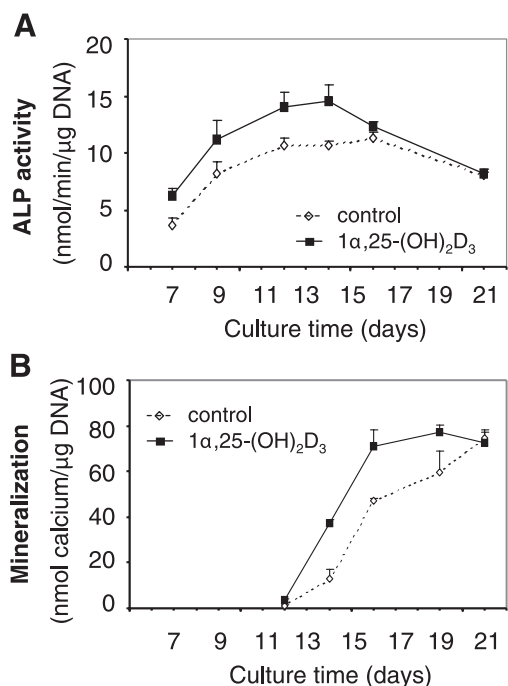 A
ALP activity
(nmol/min/µg DNA)
20
15
10
5
0
control
1α,25-(OH)₂D₃
7 9 11 13 15 17 19 21
Culture time (days)
B
Mineralization
(nmol calcium/µg DNA)
100
80
60
40
20
0
control
1α,25-(OH)₂D₃
7 9 11 13 15 17 19 21
Culture time (days)